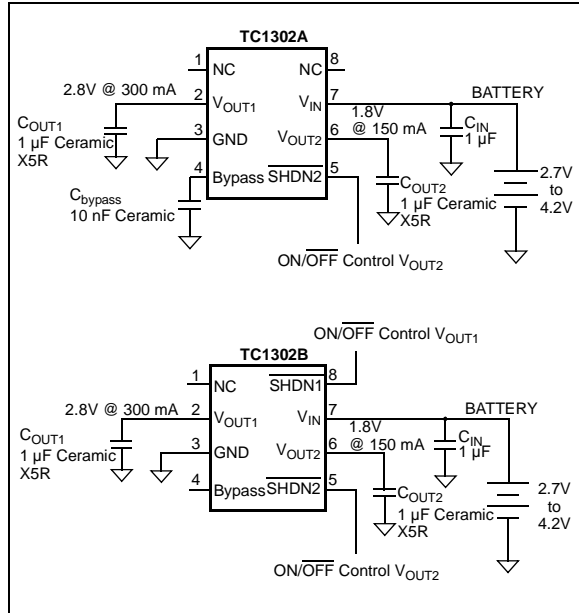 TC1302A
1 NC NC 8
2.8V @ 300 mA 2 VOUT1 VIN 7 BATTERY
1.8V
@ 150 mA
3 GND VOUT2 6
COUT1
1 µF Ceramic
X5R
CIN
1 µF
4 Bypass SHDN2 5
Cbypass
10 nF Ceramic
COUT2
1 µF Ceramic
X5R
2.7V
to
4.2V
ON/OFF Control VOUT2
ON/OFF Control VOUT1
TC1302B
1 NC SHDN1 8
2.8V @ 300 mA 2 VOUT1 VIN 7 BATTERY
1.8V
@ 150 mA
3 GND VOUT2 6
COUT1
1 µF Ceramic
X5R
CIN
1 µF
4 Bypass SHDN2 5
COUT2
1 µF Ceramic
X5R
2.7V
to
4.2V
ON/OFF Control VOUT2